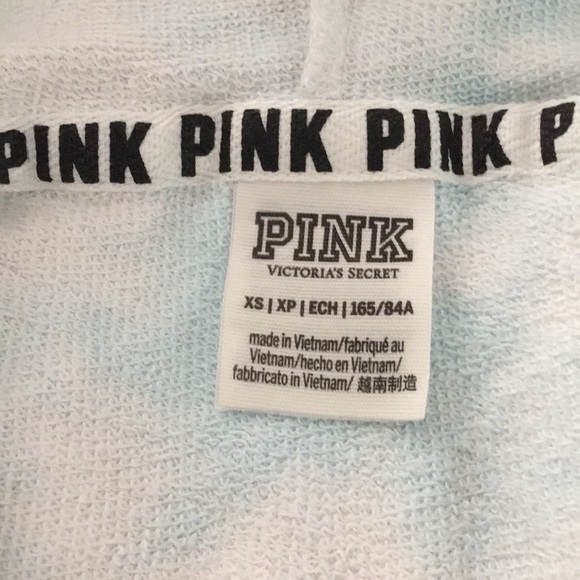 PINK PINK PINK P
PINK
VICTORIA'S SECRET
XS | XP | ECH | 165/84A
made in Vietnam/fabriqué au
Vietnam/hecho en Vietnam/
fabbricato in Vietnam/ 越南制造